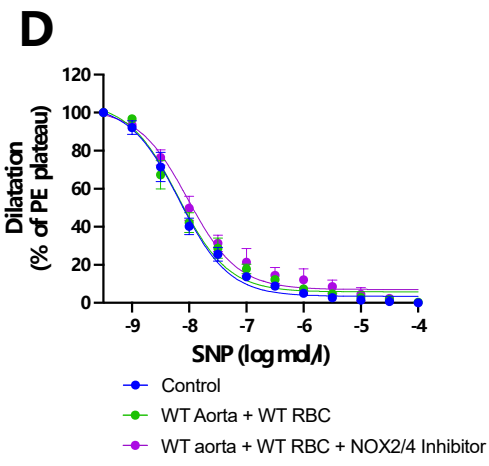 D
Dilatation
(% of PE plateau)
120
100
80
60
40
20
0
-9
-8
-7
-6
-5
-4
SNP (log mol/l)
Control
WT Aorta + WT RBC
WT aorta + WT RBC + NOX2/4 Inhibitor